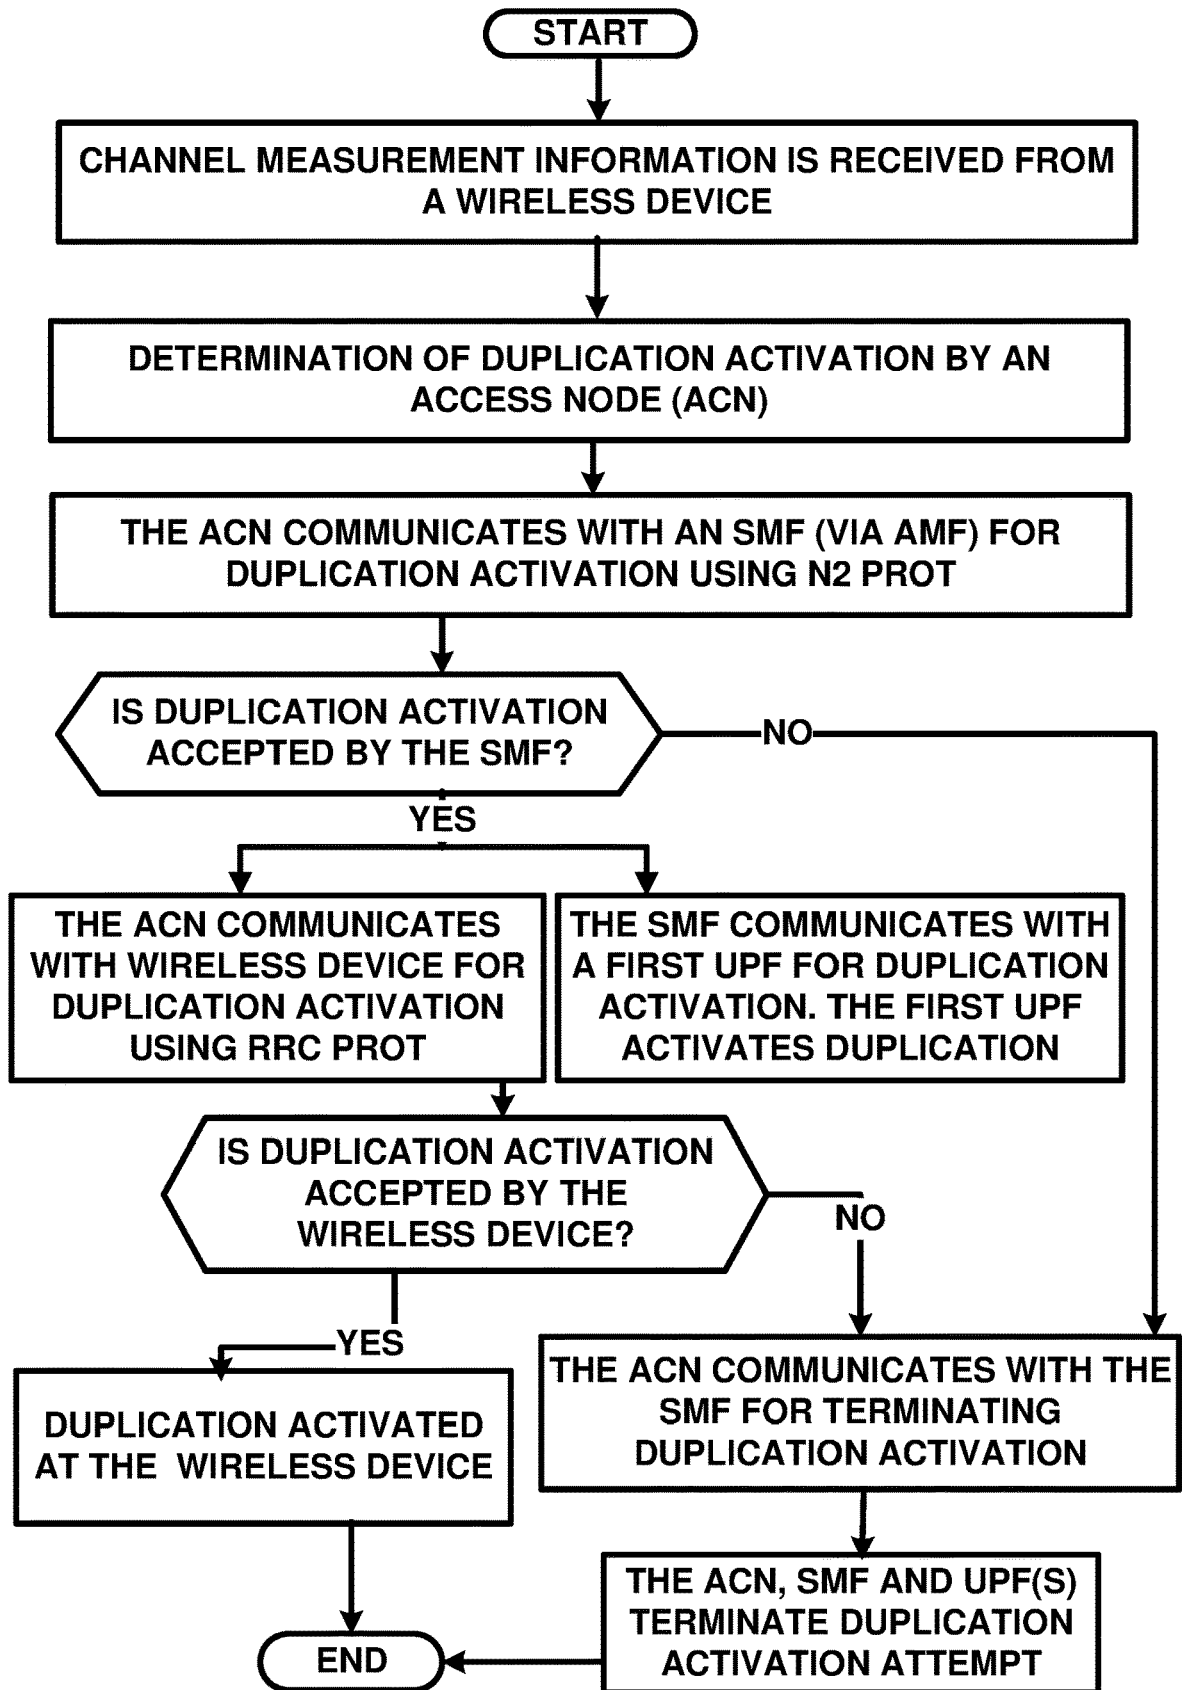 START
CHANNEL MEASUREMENT INFORMATION IS RECEIVED FROM
A WIRELESS DEVICE
DETERMINATION OF DUPLICATION ACTIVATION BY AN
ACCESS NODE (ACN)
THE ACN COMMUNICATES WITH AN SMF (VIA AMF) FOR
DUPLICATION ACTIVATION USING N2 PROT
IS DUPLICATION ACTIVATION
ACCEPTED BY THE SMF?
NO
YES
THE ACN COMMUNICATES
WITH WIRELESS DEVICE FOR
DUPLICATION ACTIVATION
USING RRC PROT
THE SMF COMMUNICATES WITH
A FIRST UPF FOR DUPLICATION
ACTIVATION. THE FIRST UPF
ACTIVATES DUPLICATION
IS DUPLICATION ACTIVATION
ACCEPTED BY THE
WIRELESS DEVICE?
NO
YES
DUPLICATION ACTIVATED
AT THE WIRELESS DEVICE
THE ACN COMMUNICATES WITH THE
SMF FOR TERMINATING
DUPLICATION ACTIVATION
THE ACN, SMF AND UPF(S)
TERMINATE DUPLICATION
ACTIVATION ATTEMPT
END